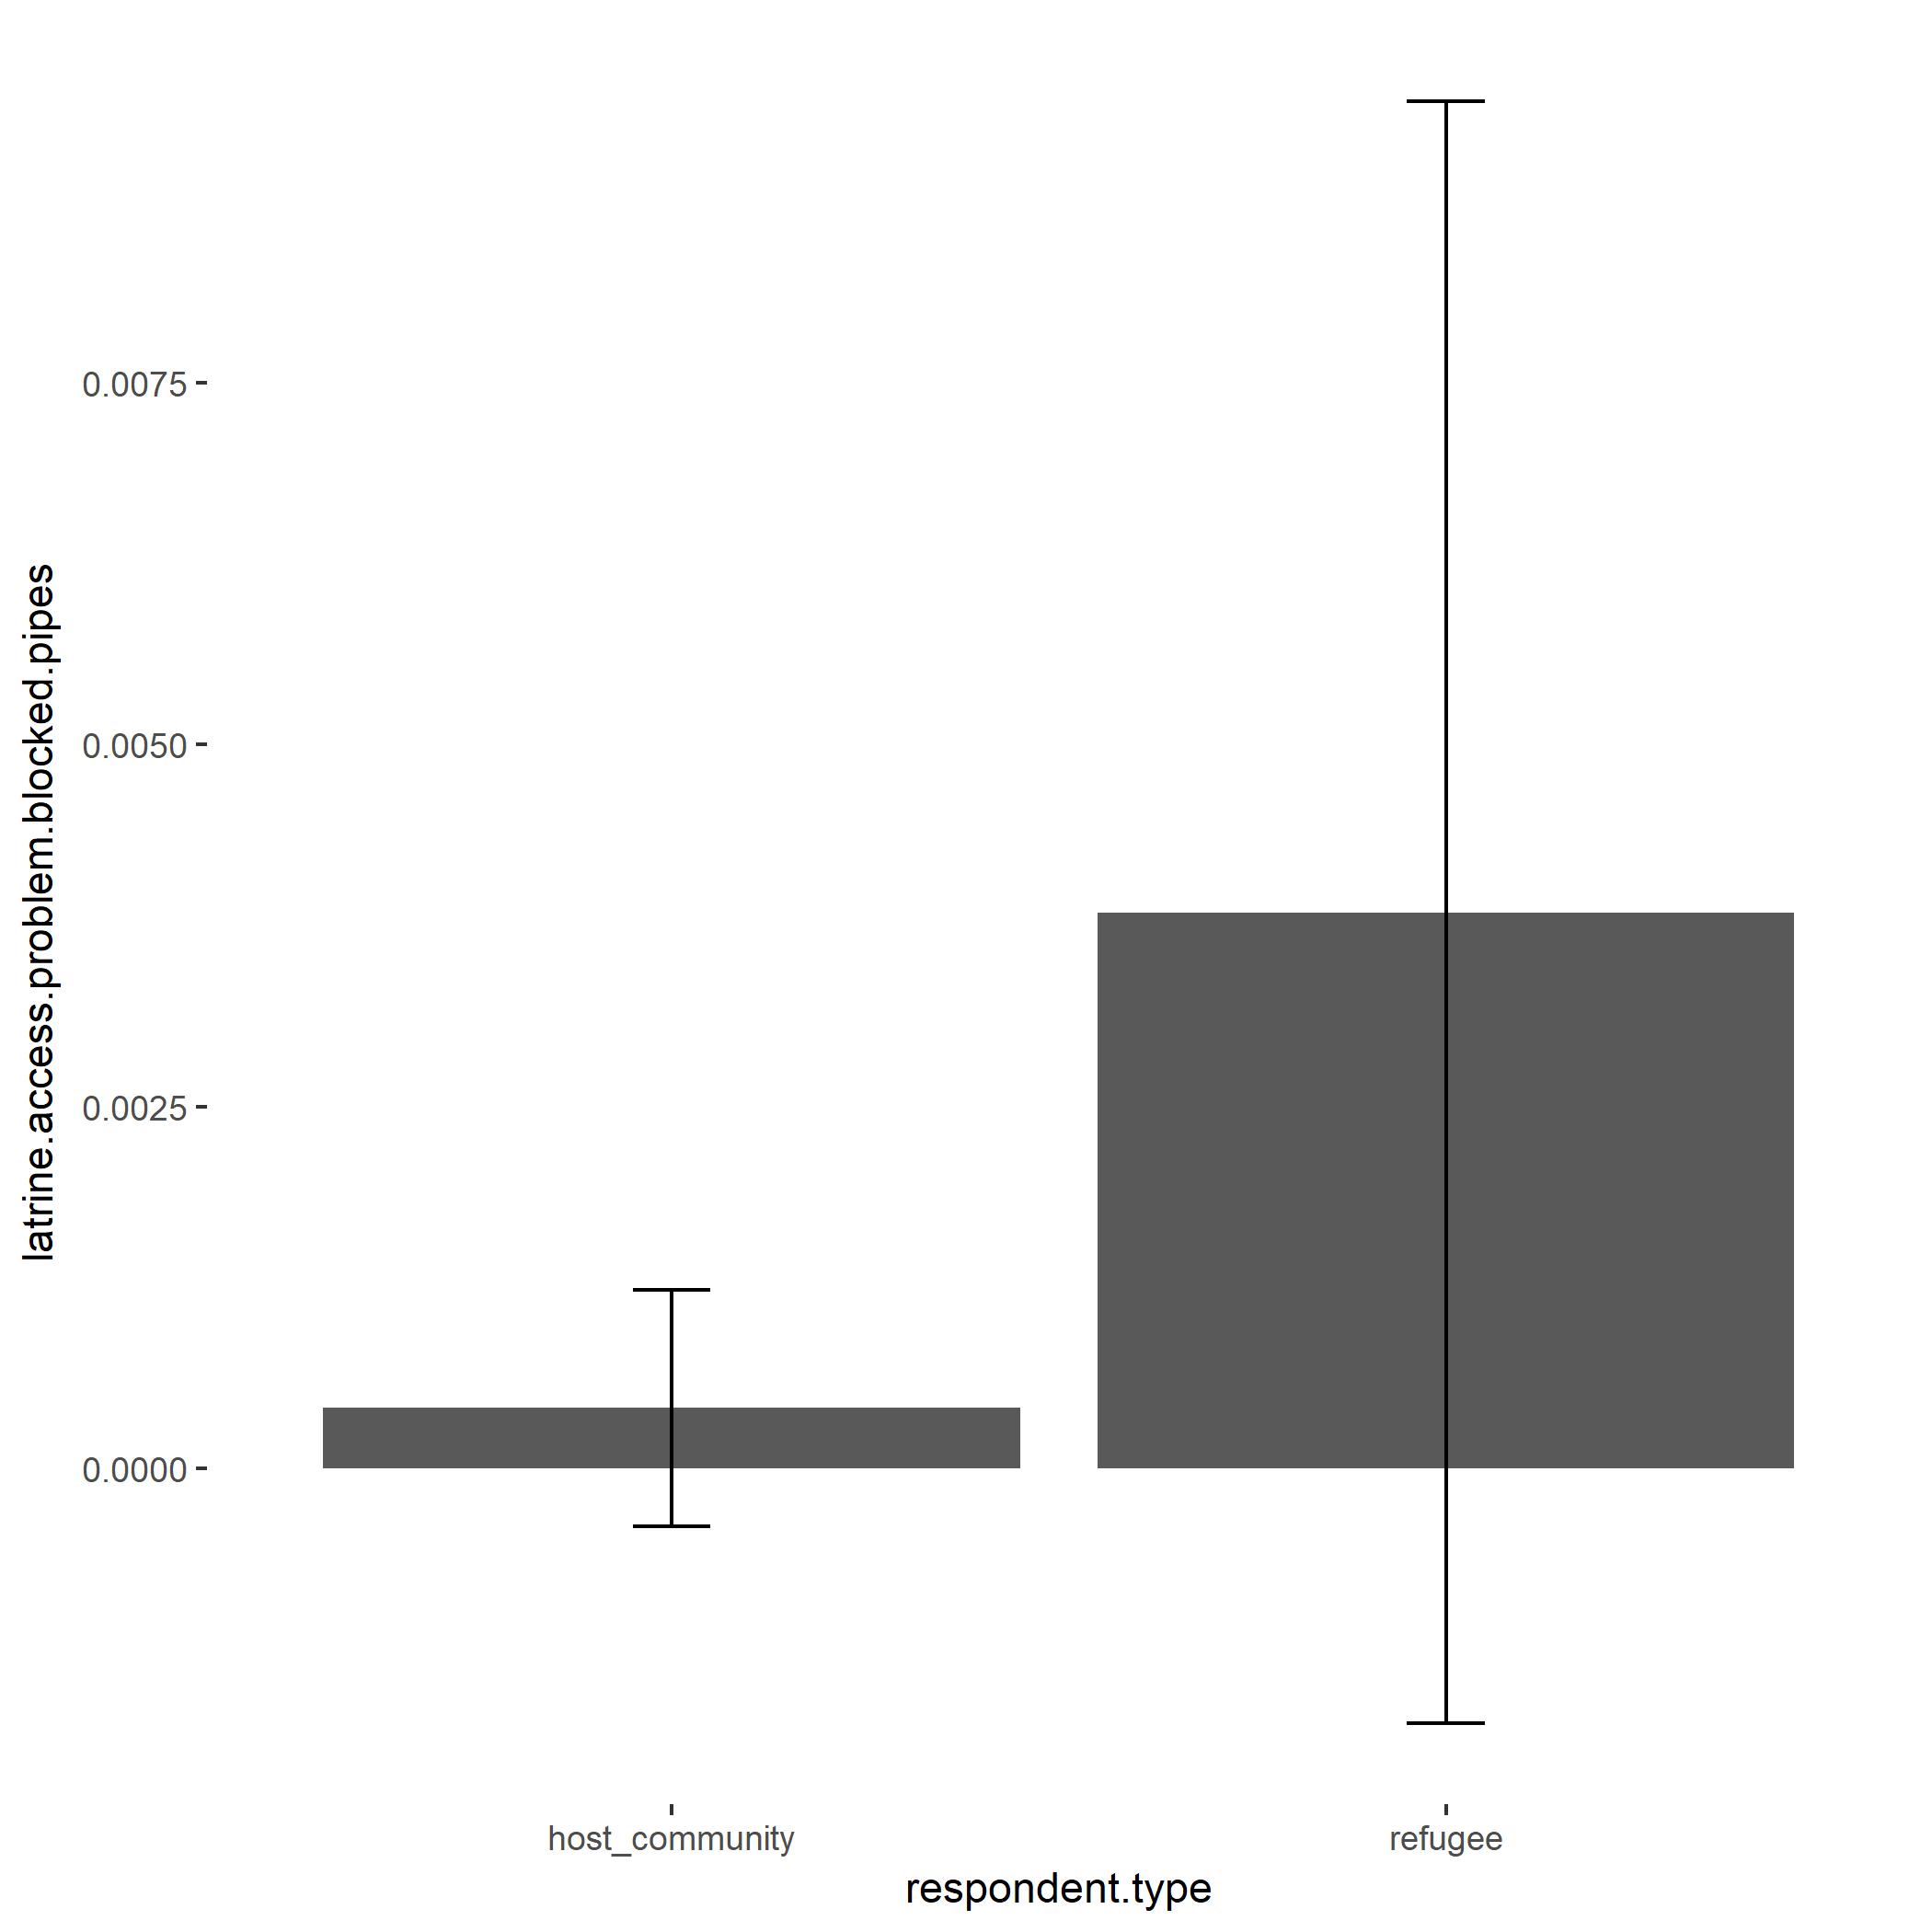 latrine.access.problem.blocked.pipes
0.0075
0.0050
0.0025
0.0000
host_community
refugee
respondent.type